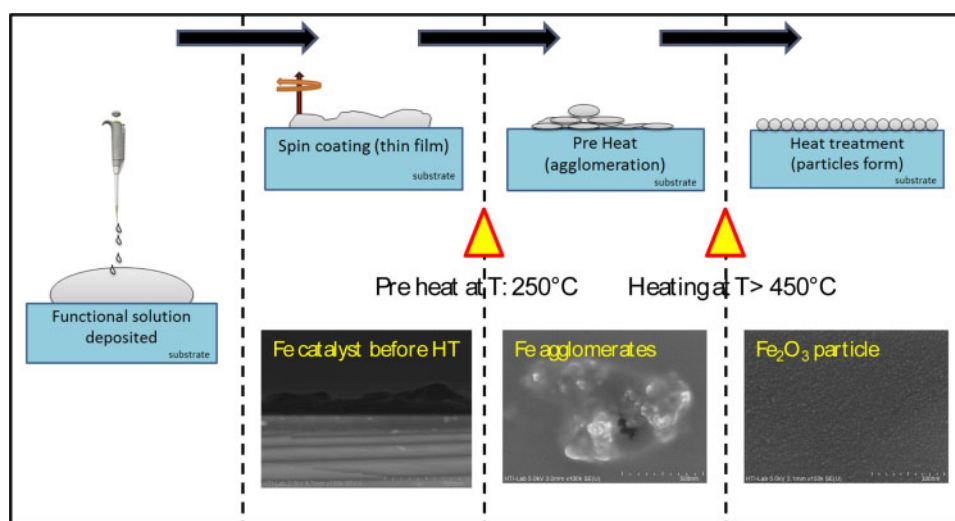 Functional solution
deposited
substrate
Spin coating (thin film)
substrate
Pre Heat
(agglomeration)
substrate
Heat treatment
(particles form)
substrate
Pre heat at T: 250°C
Heating at T> 450°C
Fe catalyst before HT
Fe agglomerates
500nm
Fe₂O₃ particle